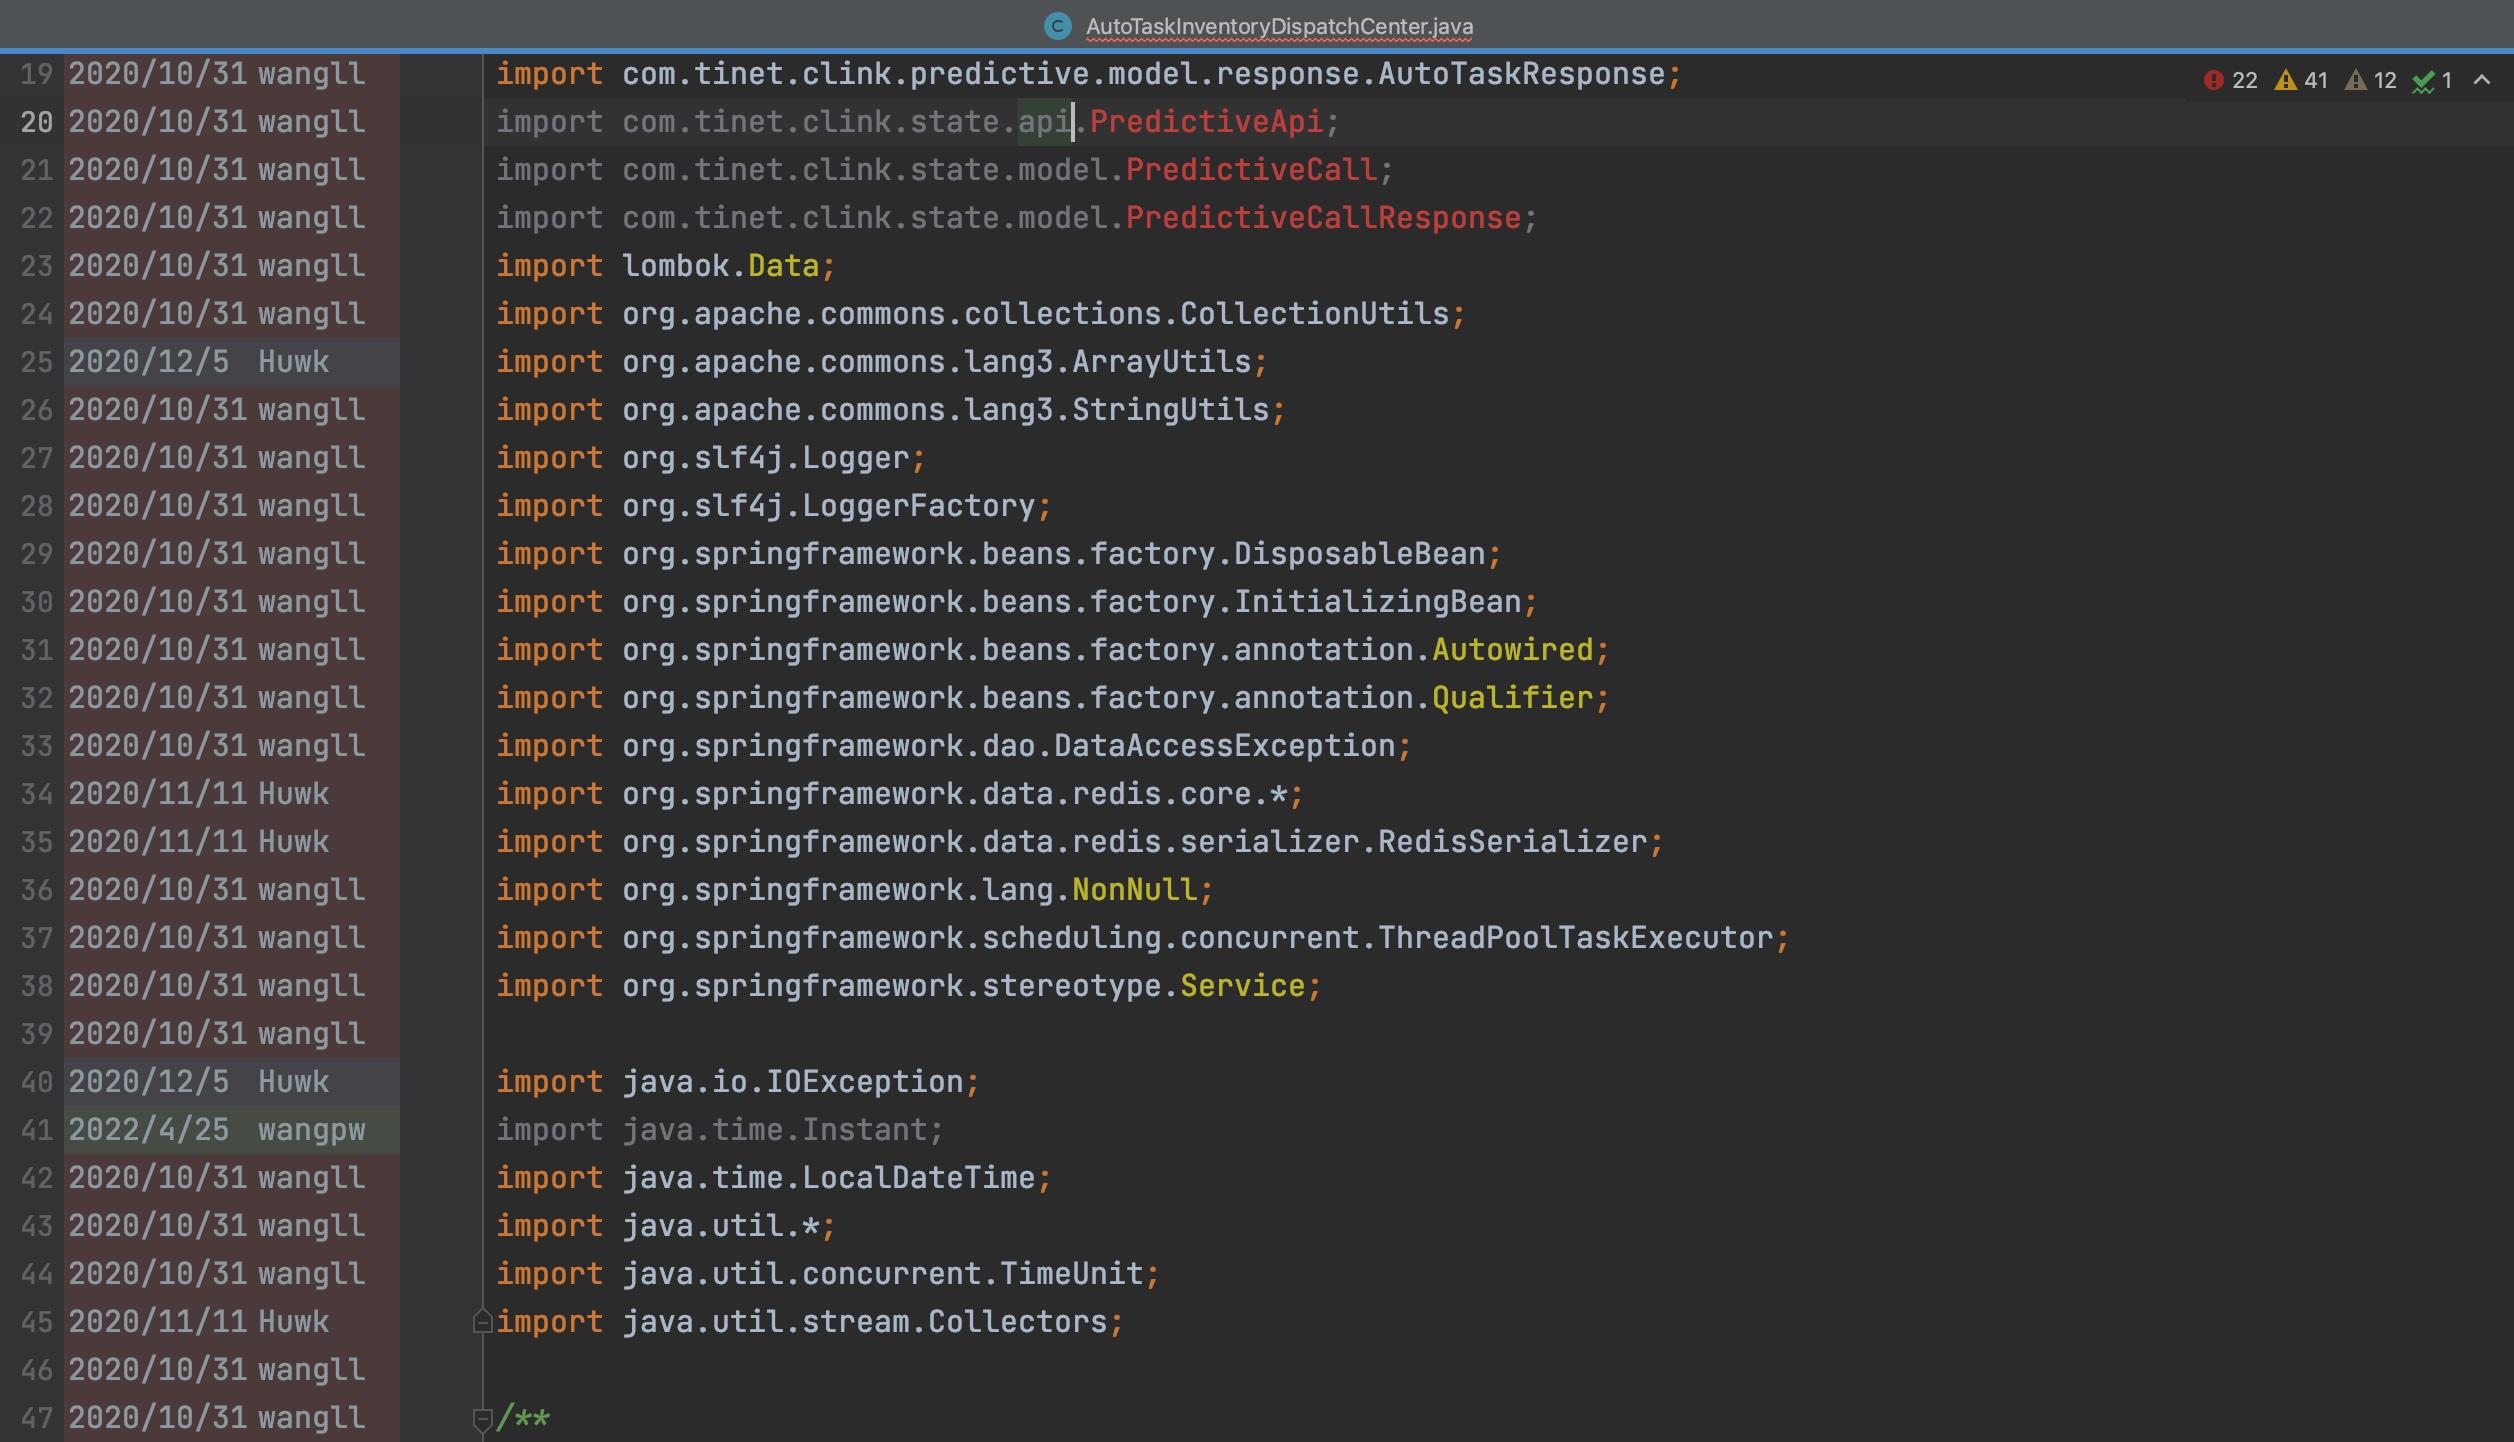 C AutoTaskInventoryDispatchCenter.java
22 41 12 1
19 2020/10/31 wangll import com.tinet.clink.predictive.model.response.AutoTaskResponse;
20 2020/10/31 wangll import com.tinet.clink.state.api.PredictiveApi;
21 2020/10/31 wangll import com.tinet.clink.state.model.PredictiveCall;
22 2020/10/31 wangll import com.tinet.clink.state.model.PredictiveCallResponse;
23 2020/10/31 wangll import lombok.Data;
24 2020/10/31 wangll import org.apache.commons.collections.CollectionUtils;
25 2020/12/5 Huwk import org.apache.commons.lang3.ArrayUtils;
26 2020/10/31 wangll import org.apache.commons.lang3.StringUtils;
27 2020/10/31 wangll import org.slf4j.Logger;
28 2020/10/31 wangll import org.slf4j.LoggerFactory;
29 2020/10/31 wangll import org.springframework.beans.factory.DisposableBean;
30 2020/10/31 wangll import org.springframework.beans.factory.InitializingBean;
31 2020/10/31 wangll import org.springframework.beans.factory.annotation.Autowired;
32 2020/10/31 wangll import org.springframework.beans.factory.annotation.Qualifier;
33 2020/10/31 wangll import org.springframework.dao.DataAccessException;
34 2020/11/11 Huwk import org.springframework.data.redis.core.*;
35 2020/11/11 Huwk import org.springframework.data.redis.serializer.RedisSerializer;
36 2020/10/31 wangll import org.springframework.lang.NonNull;
37 2020/10/31 wangll import org.springframework.scheduling.concurrent.ThreadPoolTaskExecutor;
38 2020/10/31 wangll import org.springframework.stereotype.Service;
39 2020/10/31 wangll
40 2020/12/5 Huwk import java.io.IOException;
41 2022/4/25 wangpw import java.time.Instant;
42 2020/10/31 wangll import java.time.LocalDateTime;
43 2020/10/31 wangll import java.util.*;
44 2020/10/31 wangll import java.util.concurrent.TimeUnit;
45 2020/11/11 Huwk import java.util.stream.Collectors;
46 2020/10/31 wangll
47 2020/10/31 wangll /**